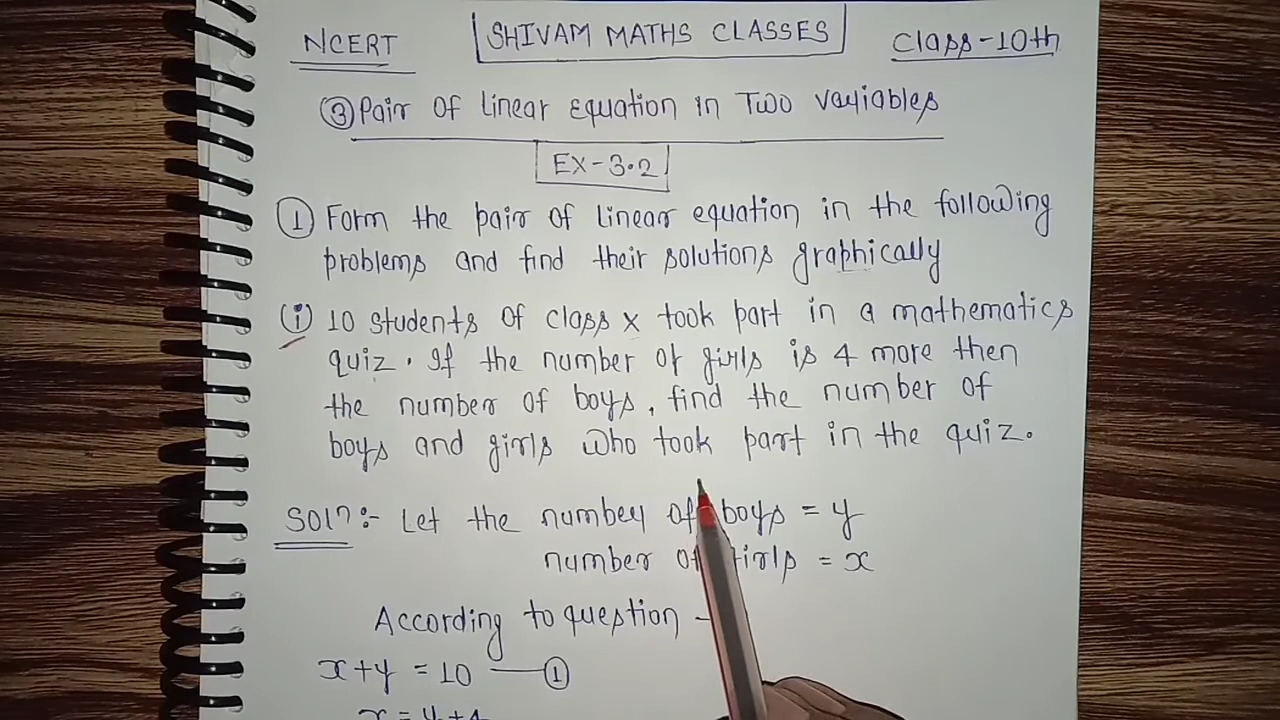 NCERT SHIVAM MATHS CLASSES Class-10th
③ Pair of linear Equation in Two variables
EX-3.2
① Form the pair of linear equation in the following
problems and find their solutions graphically
(i) 10 students of class x took part in a mathematics
quiz. If the number of girls is 4 more then
the number of boys, find the number of
boys and girls who took part in the quiz.
Solⁿ:- Let the number of boys = y
number of girls = x
According to question -
x+y = 10 — ①
x = y+4